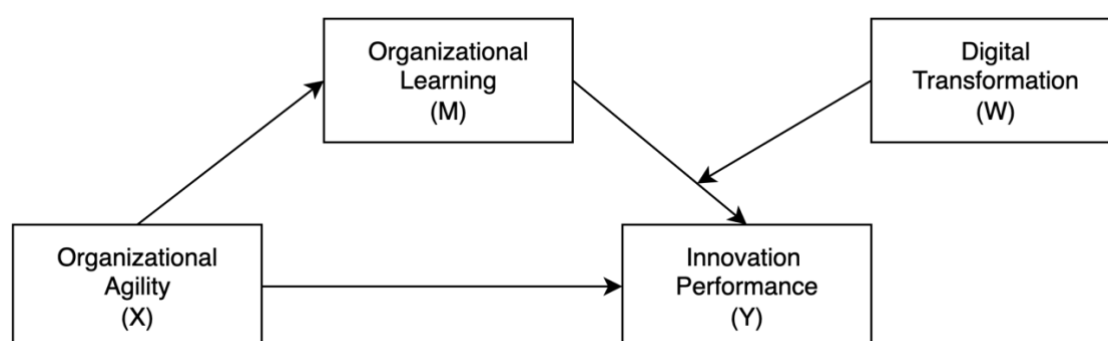 Organizational
Learning
(M)
Digital
Transformation
(W)
Organizational
Agility
(X)
Innovation
Performance
(Y)